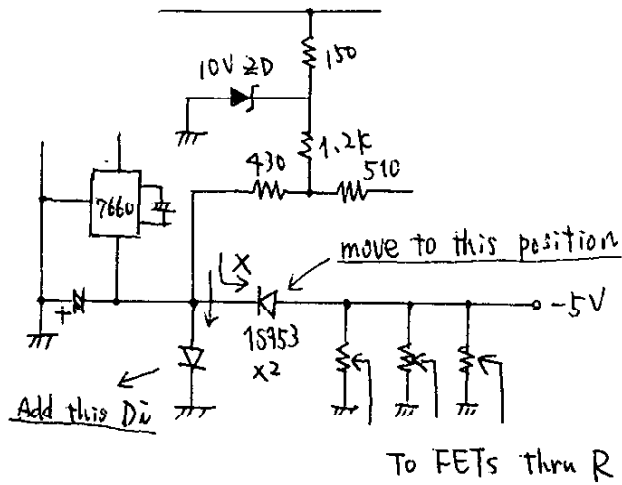 150
10V ZD
1.2K
430
510
7660
X
move to this position
+
-5V
1S953
x2
Add this Di
To FETs thru R